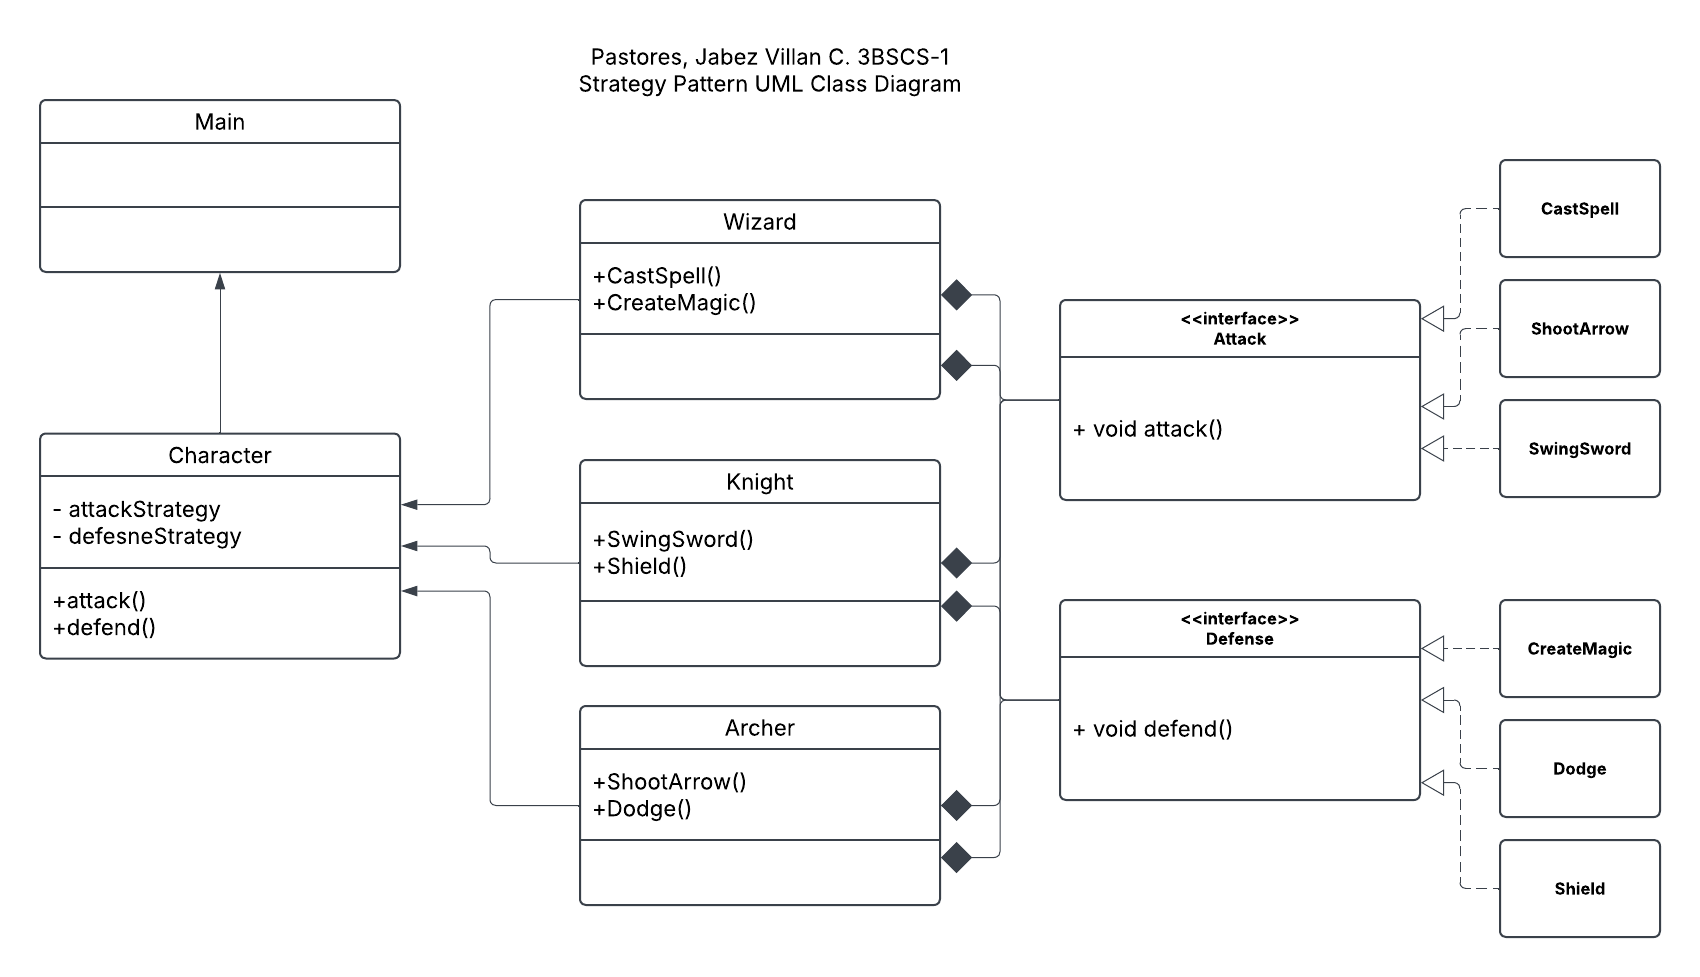 Pastores, Jabez Villan C. 3BSCS-1
Strategy Pattern UML Class Diagram
Main
Character
- attackStrategy
- defesneStrategy
+attack()
+defend()
Wizard
+CastSpell()
+CreateMagic()
Knight
+SwingSword()
+Shield()
Archer
+ShootArrow()
+Dodge()
<<interface>>
Attack
+ void attack()
<<interface>>
Defense
+ void defend()
CastSpell
ShootArrow
SwingSword
CreateMagic
Dodge
Shield